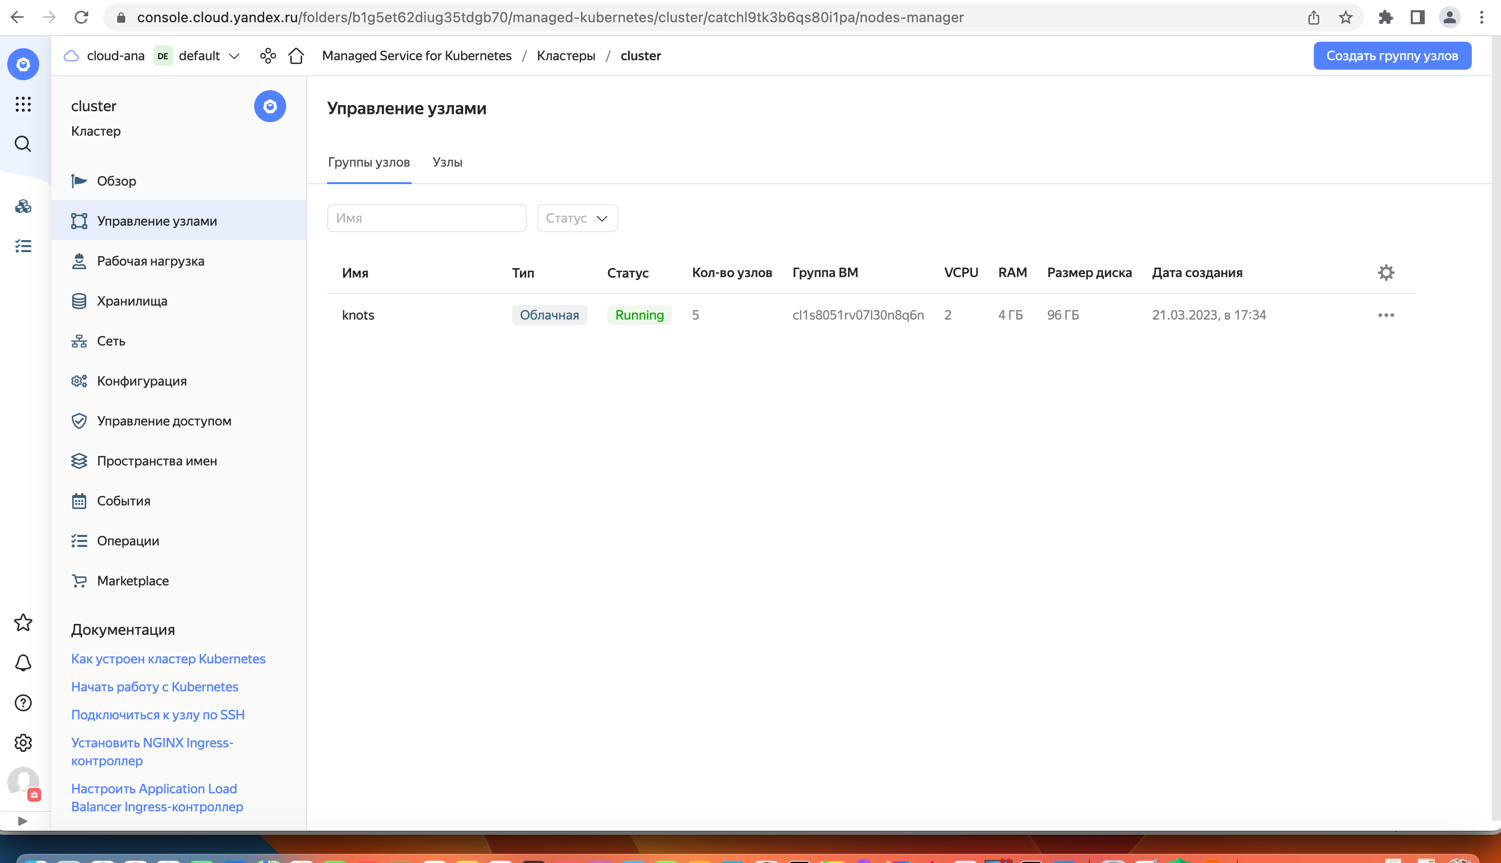 console.cloud.yandex.ru/folders/b1g5et62diug35tdgb70/managed-kubernetes/cluster/catchl9tk3b6qs80i1pa/nodes-manager
cloud-ana DE default Managed Service for Kubernetes / Кластеры / cluster Создать группу узлов
cluster
Кластер
Обзор
Управление узлами
Рабочая нагрузка
Хранилища
Сеть
Конфигурация
Управление доступом
Пространства имен
События
Операции
Marketplace
Документация
Как устроен кластер Kubernetes
Начать работу с Kubernetes
Подключиться к узлу по SSH
Установить NGINX Ingress-
контроллер
Настроить Application Load
Balancer Ingress-контроллер
Управление узлами
Группы узлов Узлы
Имя Статус
Имя Тип Статус Кол-во узлов Группа ВМ VCPU RAM Размер диска Дата создания
knots Облачная Running 5 cl1s8051rv07l30n8q6n 2 4 ГБ 96 ГБ 21.03.2023, в 17:34